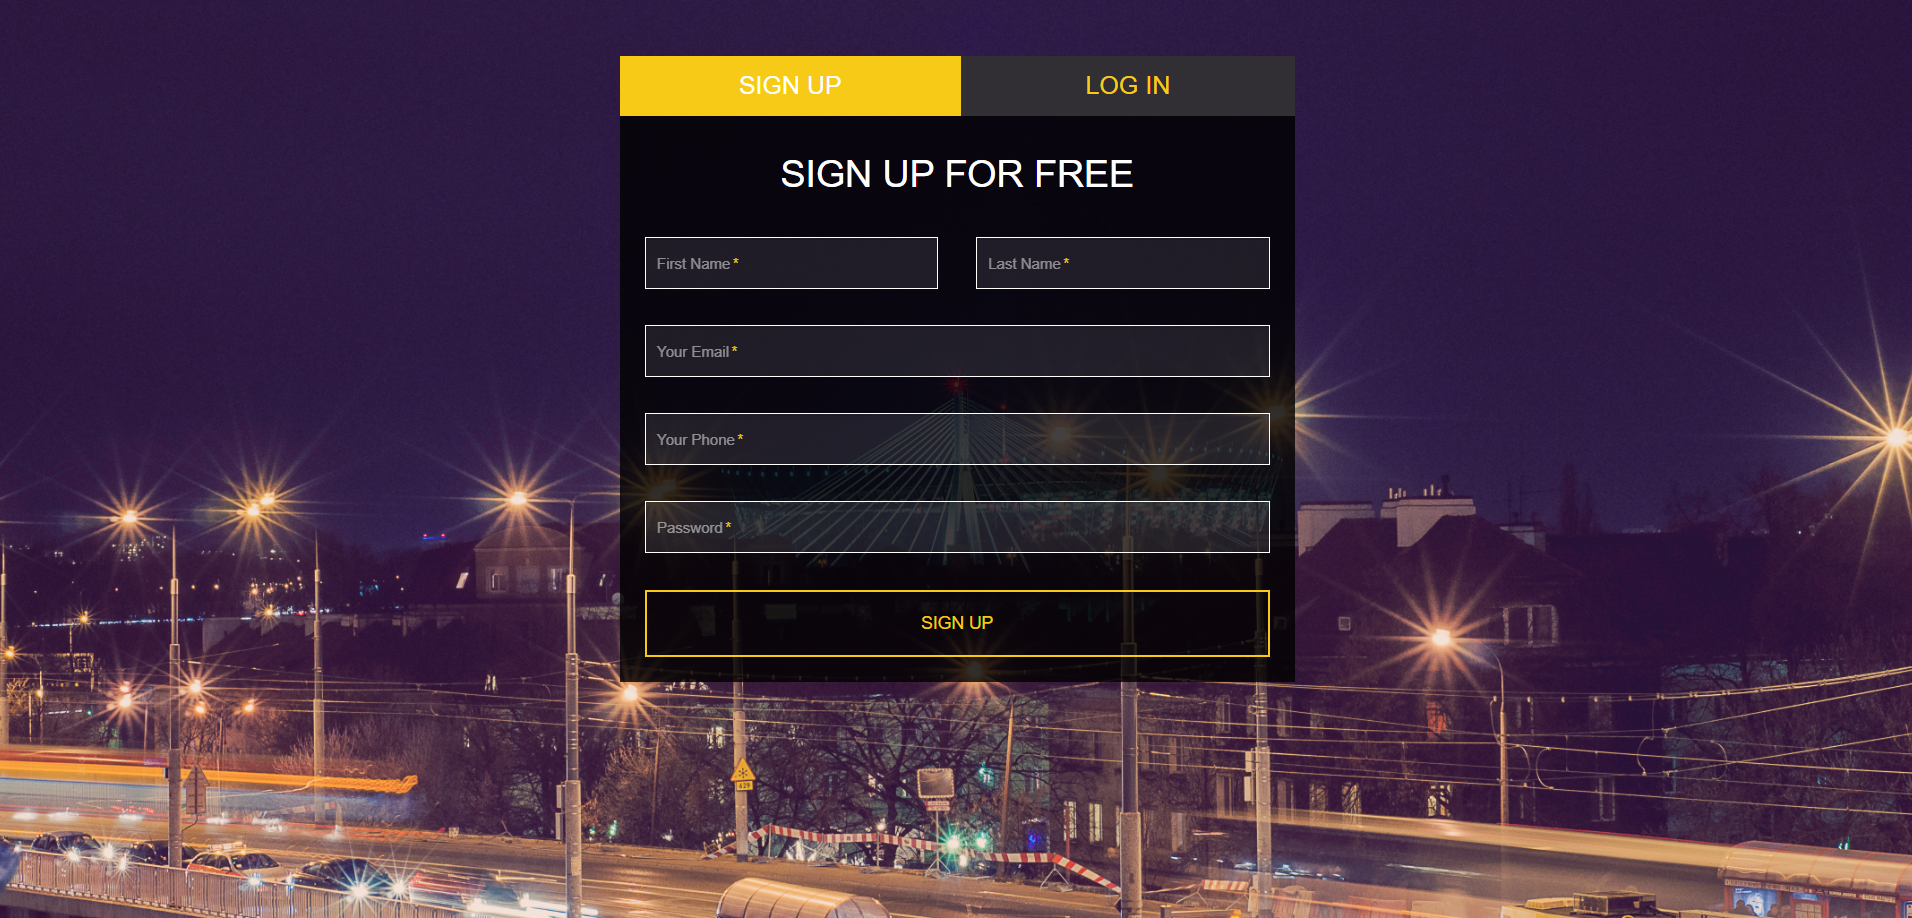 SIGN UP LOG IN
SIGN UP FOR FREE
First Name* Last Name*
Your Email*
Your Phone*
Password*
SIGN UP
629